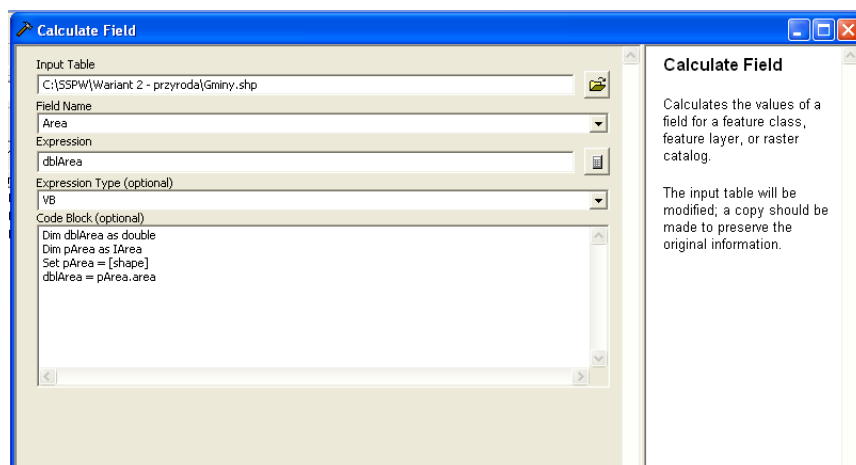 Calculate Field
Input Table
C:\SSPW\Wariant 2 - przyroda\Gminy.shp
Field Name
Area
Expression
dblArea
Expression Type (optional)
VB
Code Block (optional)
Dim dblArea as double
Dim pArea as IArea
Set pArea = [shape]
dblArea = pArea.area
Calculate Field
Calculates the values of a
field for a feature class,
feature layer, or raster
catalog.
The input table will be
modified; a copy should be
made to preserve the
original information.